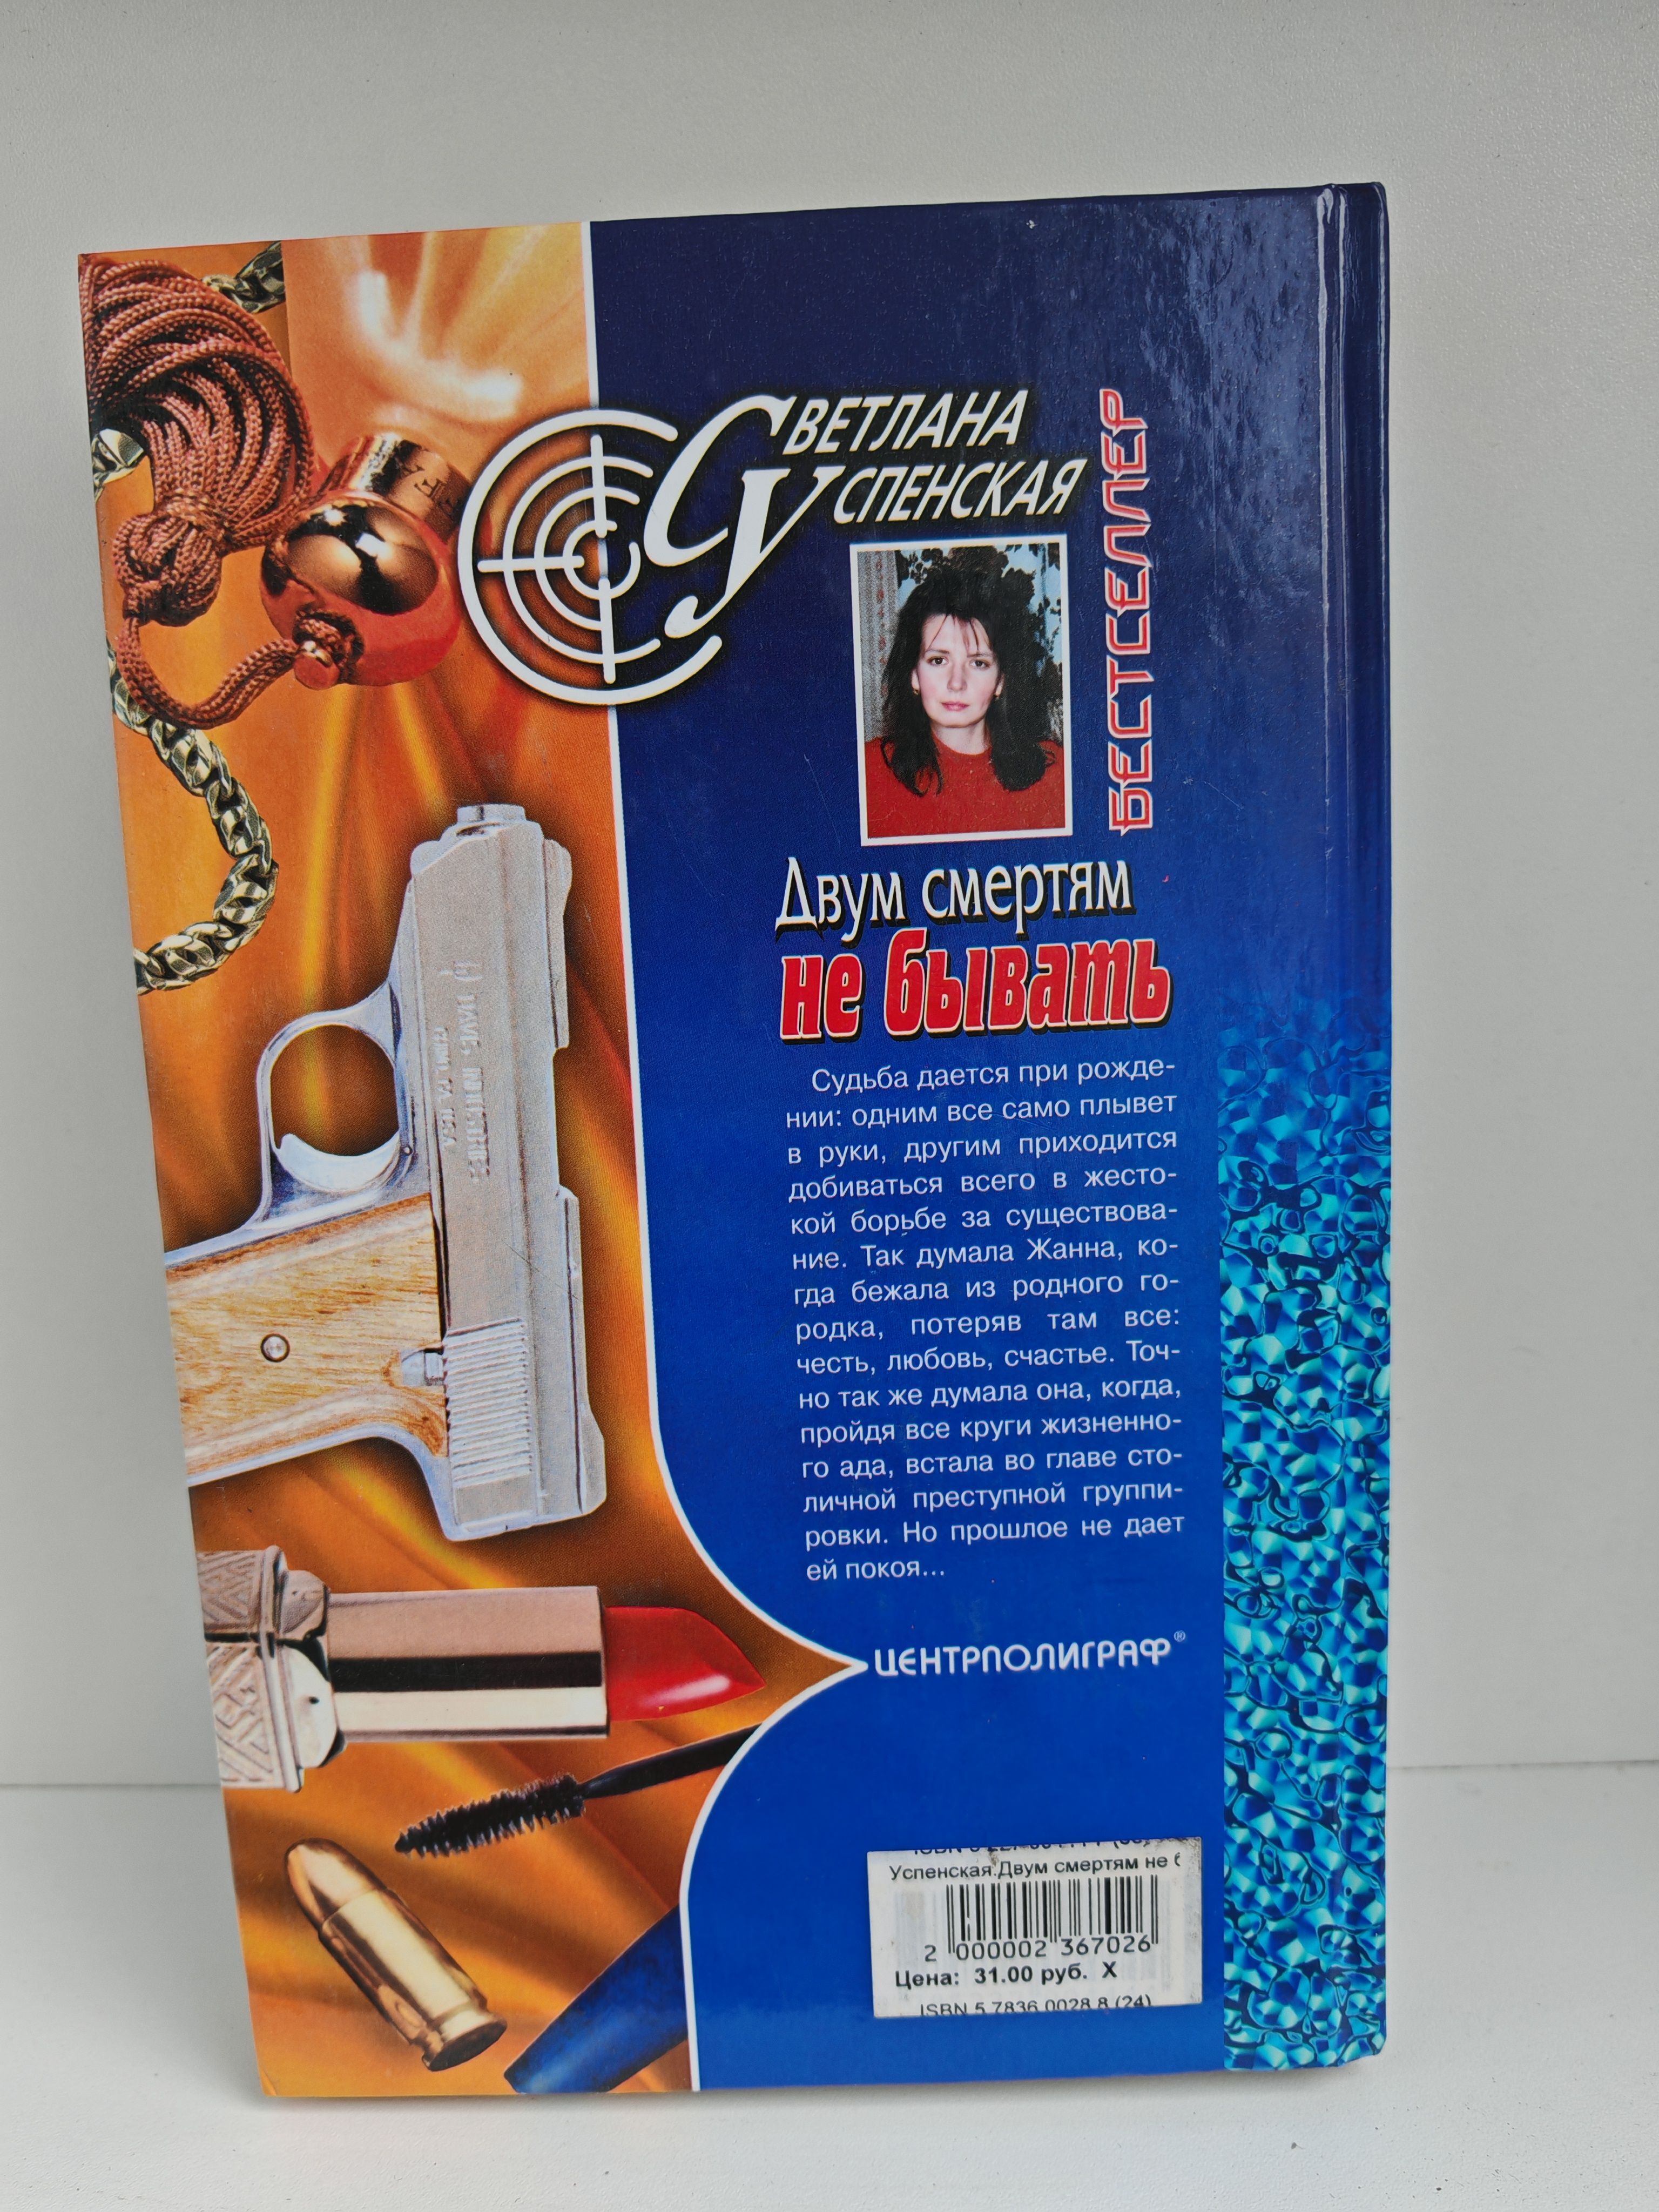 СВЕТЛАНА
УСПЕНСКАЯ
БЕСТСЕЛЛЕР
Двум смертям
не бывать
Судьба дается при рожде-
нии: одним все само плывет
в руки, другим приходится
добиваться всего в жесто-
кой борьбе за существова-
ние. Так думала Жанна, ко-
гда бежала из родного го-
родка, потеряв там все:
честь, любовь, счастье. Точ-
но так же думала она, когда,
пройдя все круги жизненно-
го ада, встала во главе сто-
личной преступной группи-
ровки. Но прошлое не дает
ей покоя...
ЦЕНТРПОЛИГРАФ®
Успенская.Двум смертям не б
2 000002 367026
Цена: 31.00 руб. X
ISBN 5 7836 0028 8 (24)